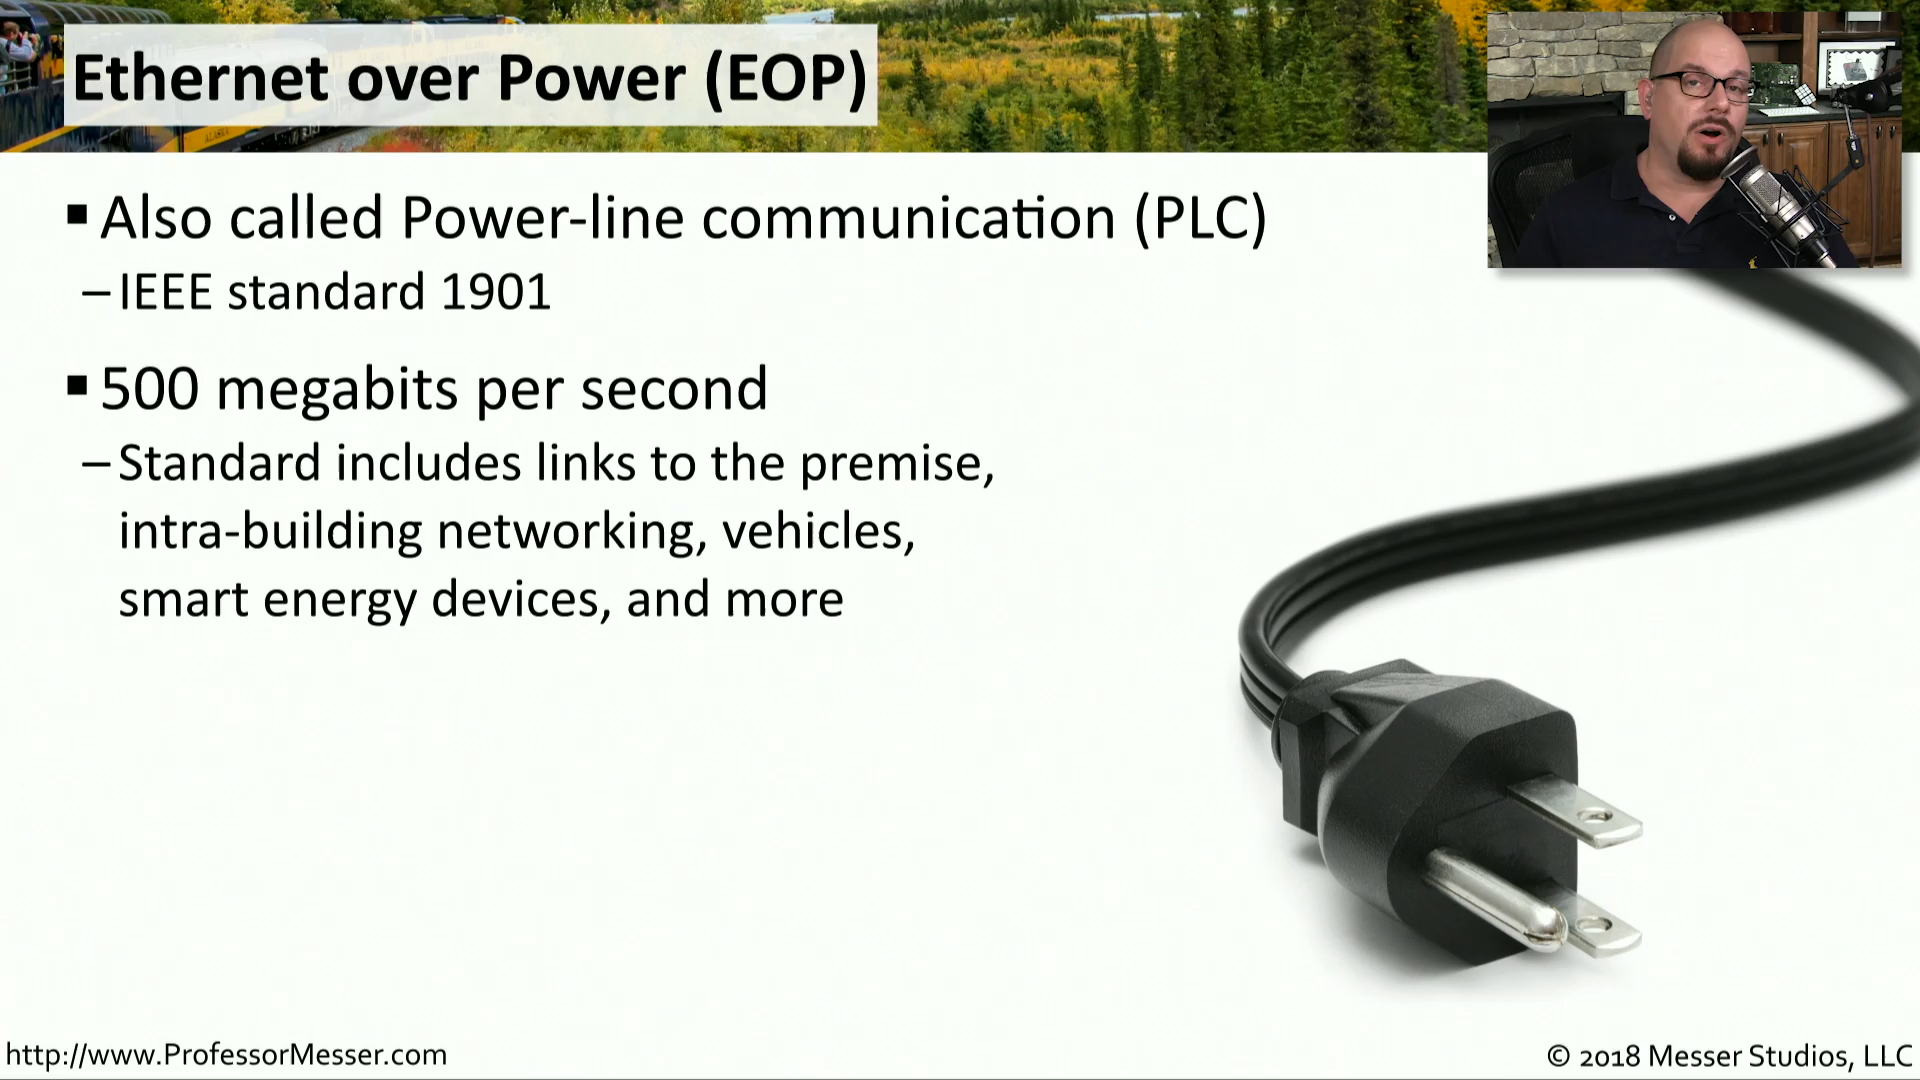 Ethernet over Power (EOP)
▪ Also called Power-line communication (PLC)
– IEEE standard 1901
▪ 500 megabits per second
– Standard includes links to the premise,
intra-building networking, vehicles,
smart energy devices, and more
http://www.ProfessorMesser.com
© 2018 Messer Studios, LLC